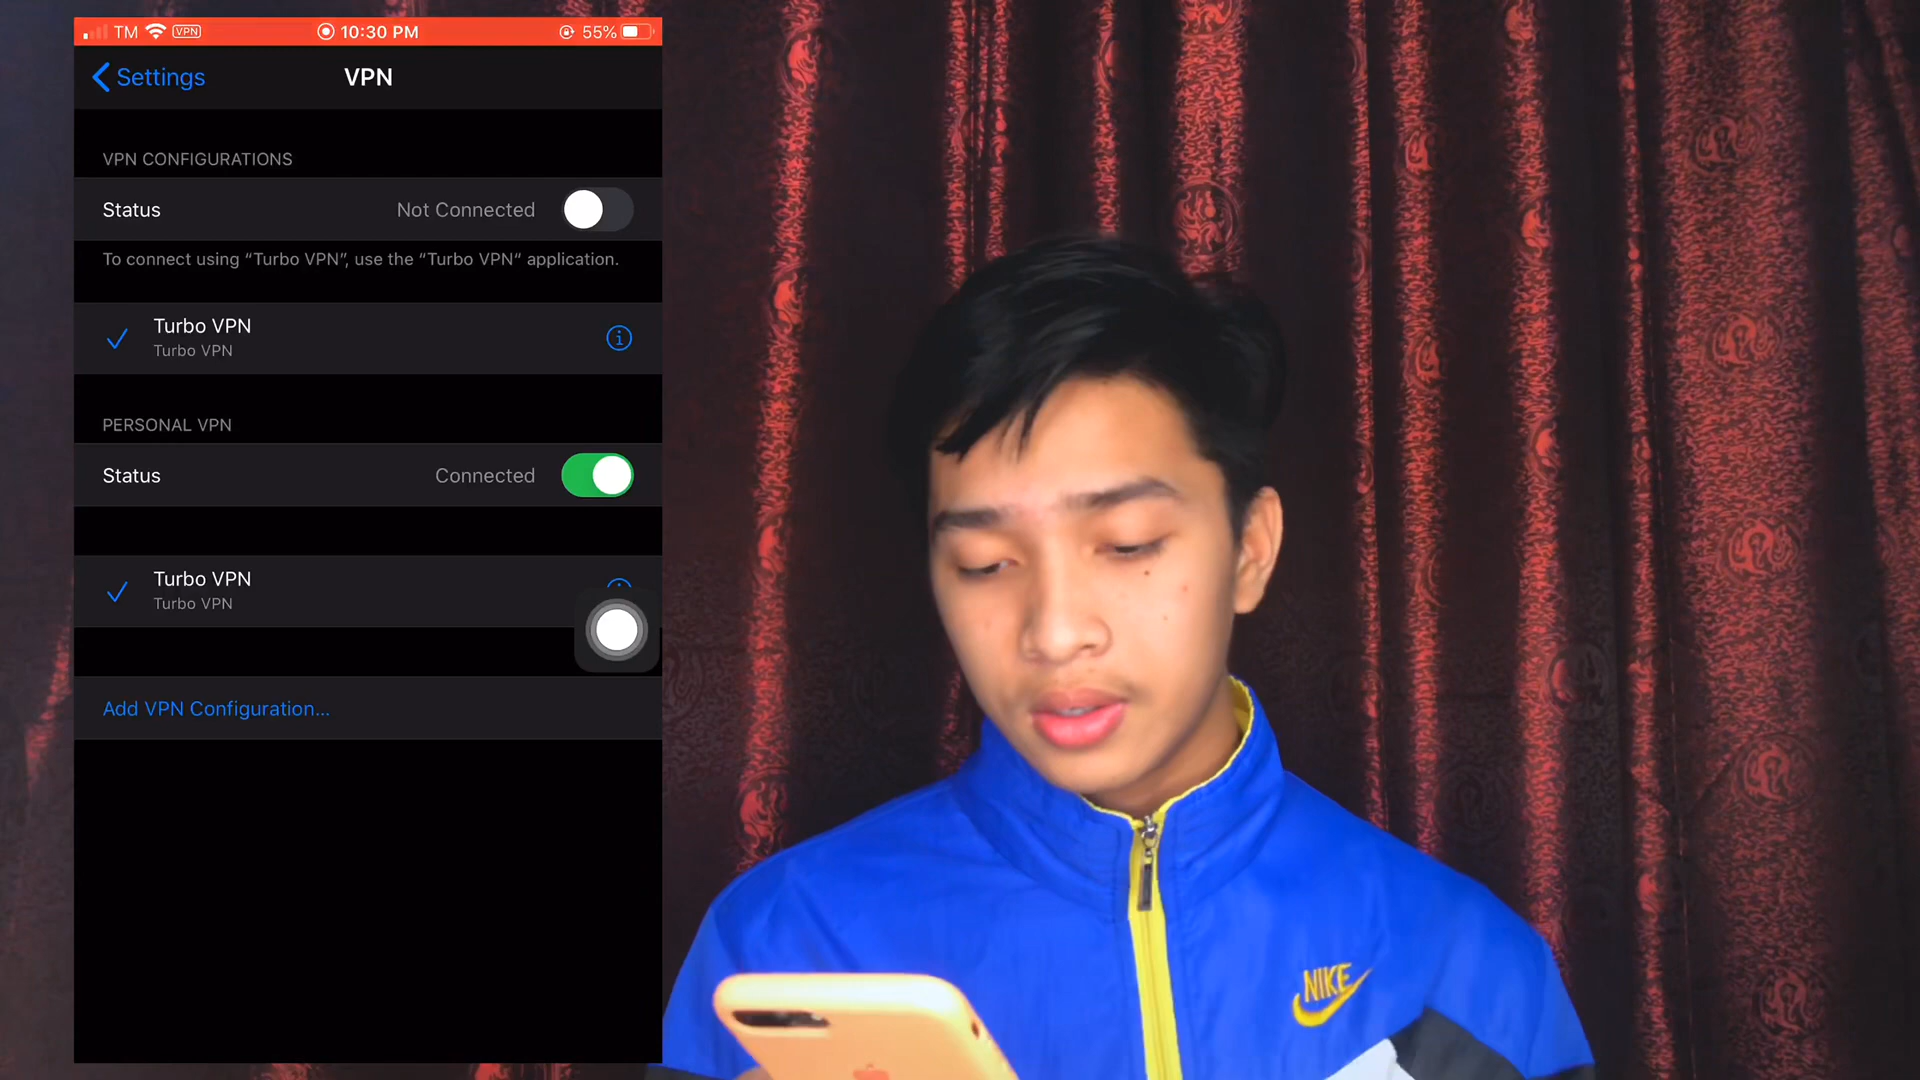 TM VPN 10:30 PM 55%
Settings VPN
VPN CONFIGURATIONS
Status Not Connected
To connect using “Turbo VPN”, use the “Turbo VPN” application.
Turbo VPN
Turbo VPN
PERSONAL VPN
Status Connected
Turbo VPN
Turbo VPN
Add VPN Configuration...
NIKE